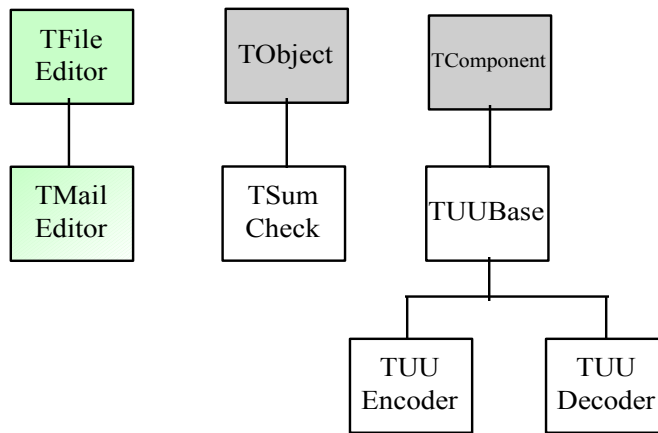 TFile
Editor
TObject
TComponent
TMail
Editor
TSum
Check
TUUBase
TUU
Encoder
TUU
Decoder